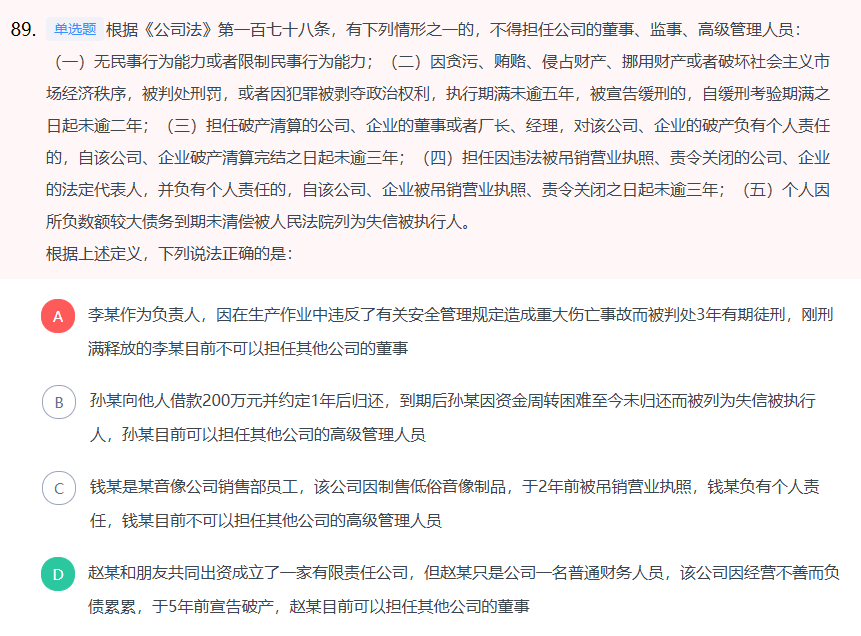 89. 单选题 根据《公司法》第一百七十八条，有下列情形之一的，不得担任公司的董事、监事、高级管理人员：
（一）无民事行为能力或者限制民事行为能力；（二）因贪污、贿赂、侵占财产、挪用财产或者破坏社会主义市
场经济秩序，被判处刑罚，或者因犯罪被剥夺政治权利，执行期满未逾五年，被宣告缓刑的，自缓刑考验期满之
日起未逾二年；（三）担任破产清算的公司、企业的董事或者厂长、经理，对该公司、企业的破产负有个人责任
的，自该公司、企业破产清算完结之日起未逾三年；（四）担任因违法被吊销营业执照、责令关闭的公司、企业
的法定代表人，并负有个人责任的，自该公司、企业被吊销营业执照、责令关闭之日起未逾三年；（五）个人因
所负数额较大债务到期未清偿被人民法院列为失信被执行人。
根据上述定义，下列说法正确的是：
A 李某作为负责人，因在生产作业中违反了有关安全管理规定造成重大伤亡事故而被判处3年有期徒刑，刚刑
满释放的李某目前不可以担任其他公司的董事
B 孙某向他人借款200万元并约定1年后归还，到期后孙某因资金周转困难至今未归还而被列为失信被执行
人，孙某目前可以担任其他公司的高级管理人员
C 钱某是某音像公司销售部员工，该公司因制售低俗音像制品，于2年前被吊销营业执照，钱某负有个人责
任，钱某目前不可以担任其他公司的高级管理人员
D 赵某和朋友共同出资成立了一家有限责任公司，但赵某只是公司一名普通财务人员，该公司因经营不善而负
债累累，于5年前宣告破产，赵某目前可以担任其他公司的董事